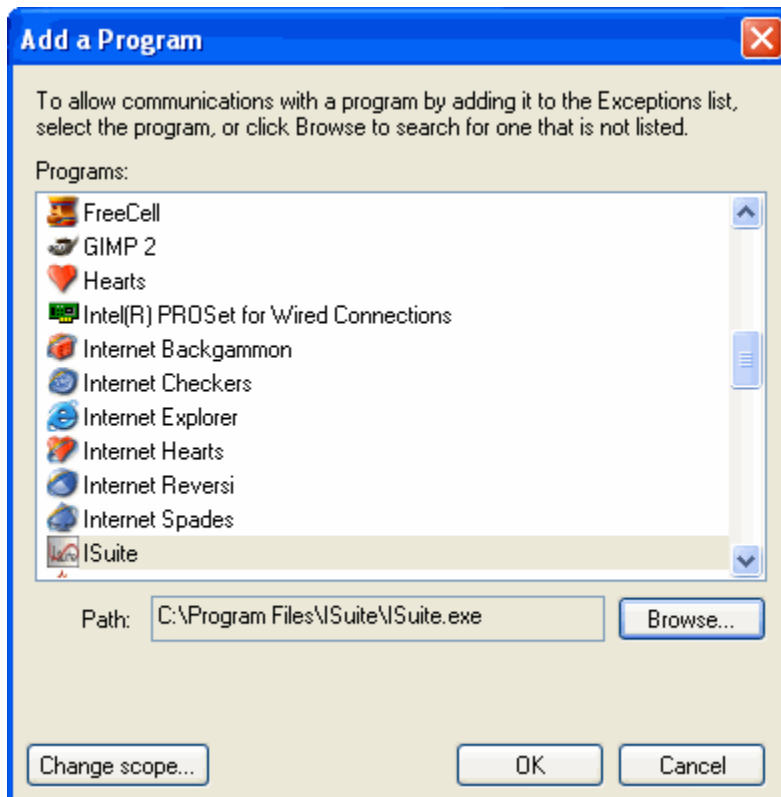 Add a Program
To allow communications with a program by adding it to the Exceptions list,
select the program, or click Browse to search for one that is not listed.
Programs:
FreeCell
GIMP 2
Hearts
Intel(R) PROSet for Wired Connections
Internet Backgammon
Internet Checkers
Internet Explorer
Internet Hearts
Internet Reversi
Internet Spades
ISuite
Path: C:\Program Files\ISuite\ISuite.exe Browse...
Change scope... OK Cancel